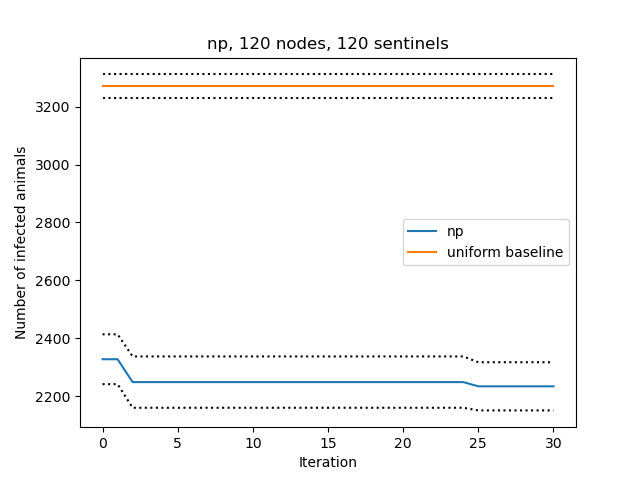 np, 120 nodes, 120 sentinels
Number of infected animals
3200
3000
2800
2600
2400
2200
np
uniform baseline
0 5 10 15 20 25 30
Iteration